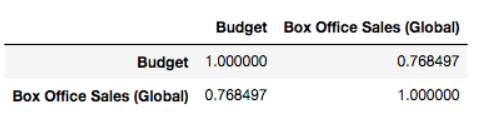 Budget Box Office Sales (Global)
Budget 1.000000 0.768497
Box Office Sales (Global) 0.768497 1.000000